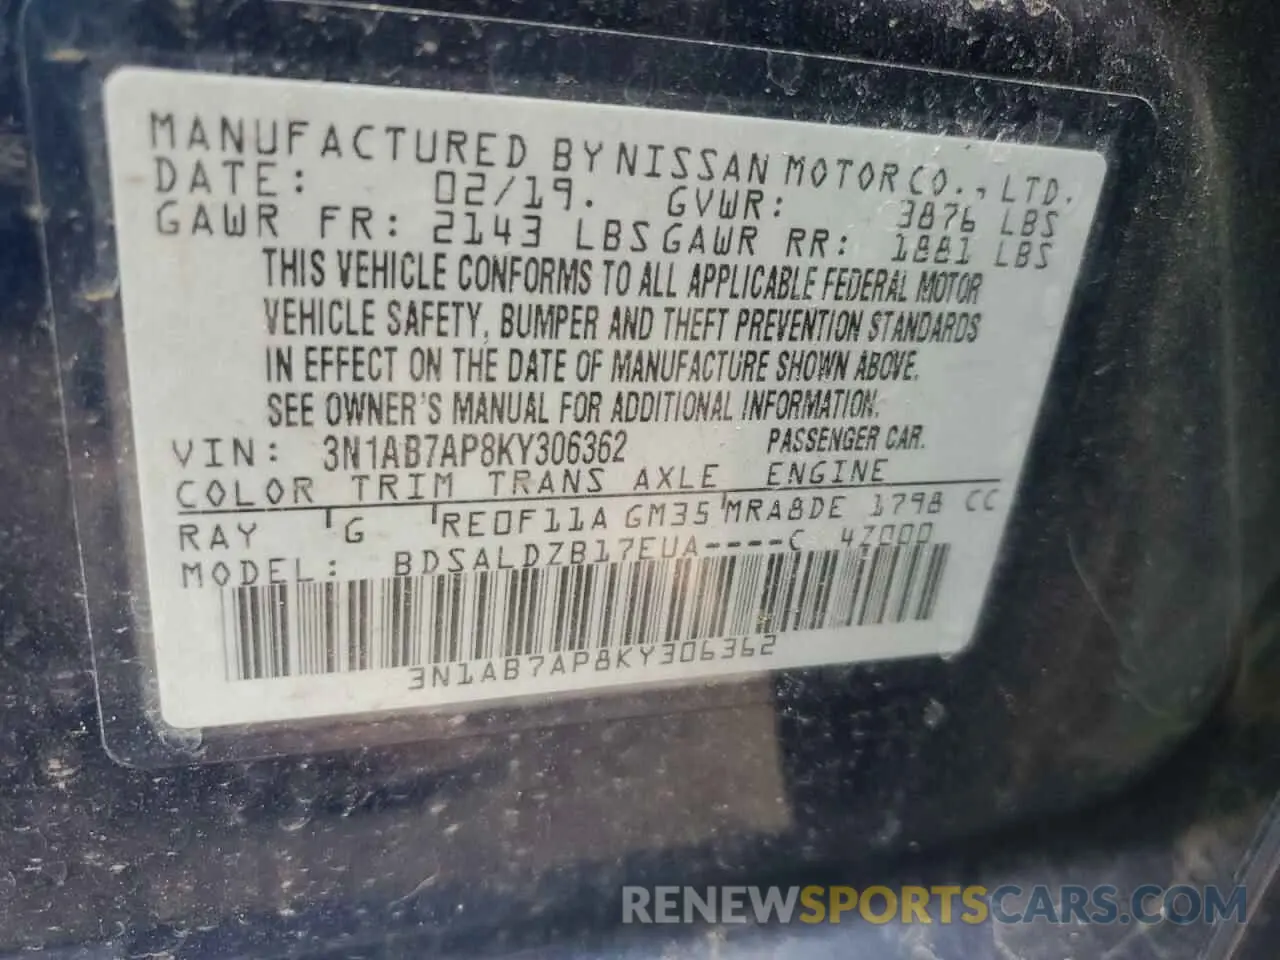 MANUFACTURED BY NISSAN MOTOR CO., LTD.
DATE: 02/19. GVWR: 3876 LBS
GAWR FR: 2143 LBS GAWR RR: 1881 LBS
THIS VEHICLE CONFORMS TO ALL APPLICABLE FEDERAL MOTOR
VEHICLE SAFETY, BUMPER AND THEFT PREVENTION STANDARDS
IN EFFECT ON THE DATE OF MANUFACTURE SHOWN ABOVE.
SEE OWNER'S MANUAL FOR ADDITIONAL INFORMATION.
VIN: 3N1AB7AP8KY306362 PASSENGER CAR.
COLOR TRIM TRANS AXLE ENGINE
RAY G RE0F11A GM35 MRA8DE 1798 CC
MODEL: BDSALDZB17EUA----C 47000
3N1AB7AP8KY306362
RENEWSPORTSCARS.COM